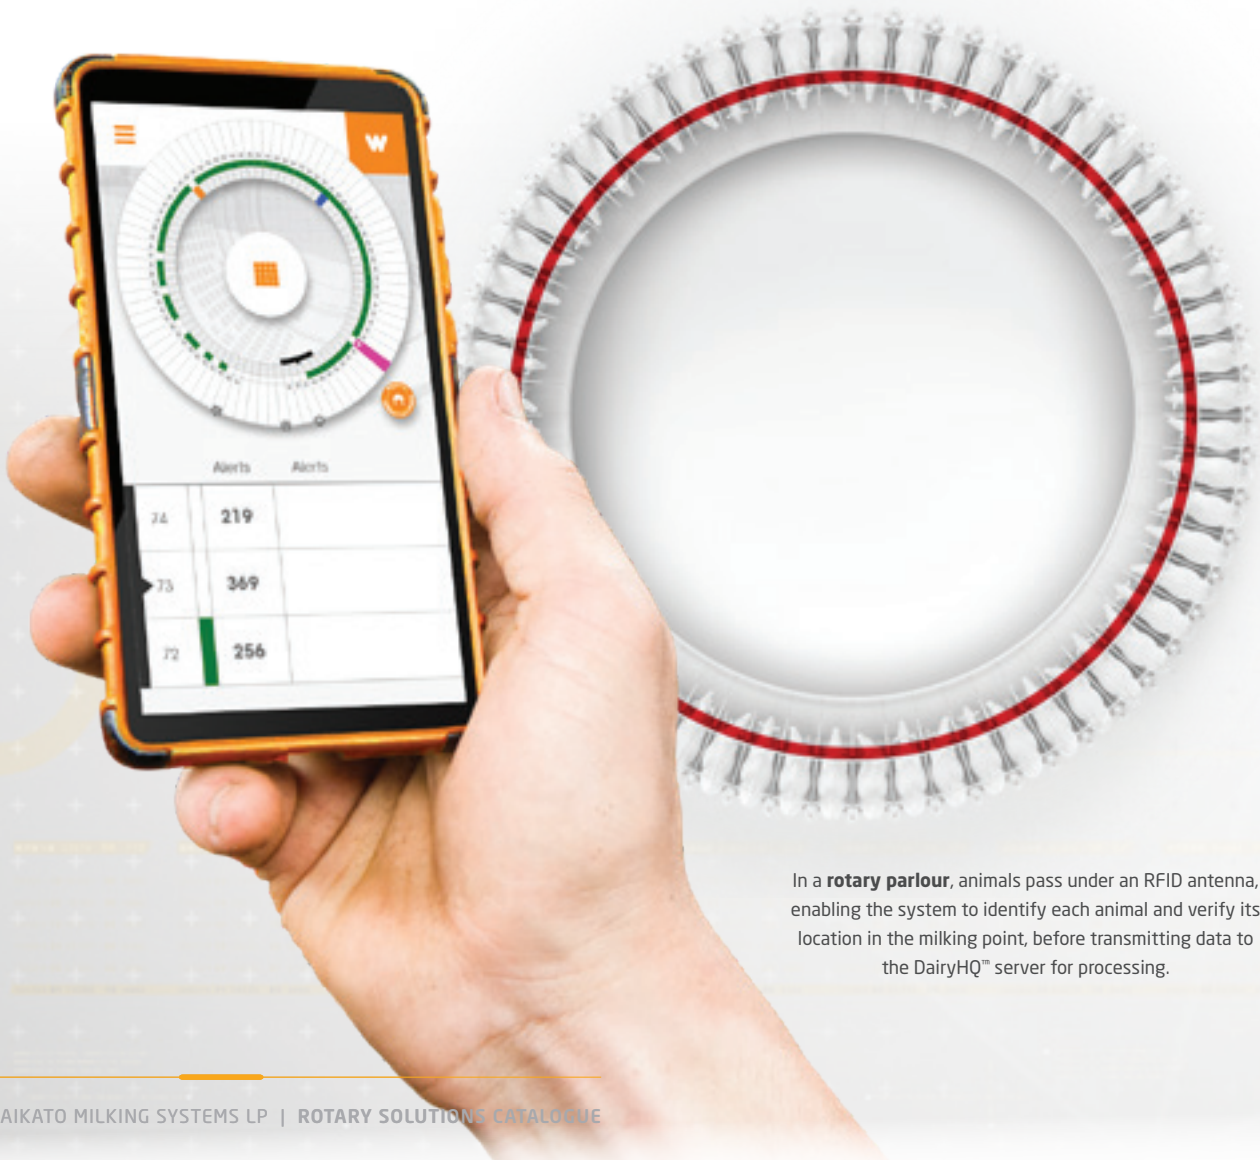 W
Alerts Alerts
74 219
73 369
72 256
In a rotary parlour, animals pass under an RFID antenna,
enabling the system to identify each animal and verify its
location in the milking point, before transmitting data to
the DairyHQ™ server for processing.
AIKATO MILKING SYSTEMS LP | ROTARY SOLUTIONS CATALOGUE